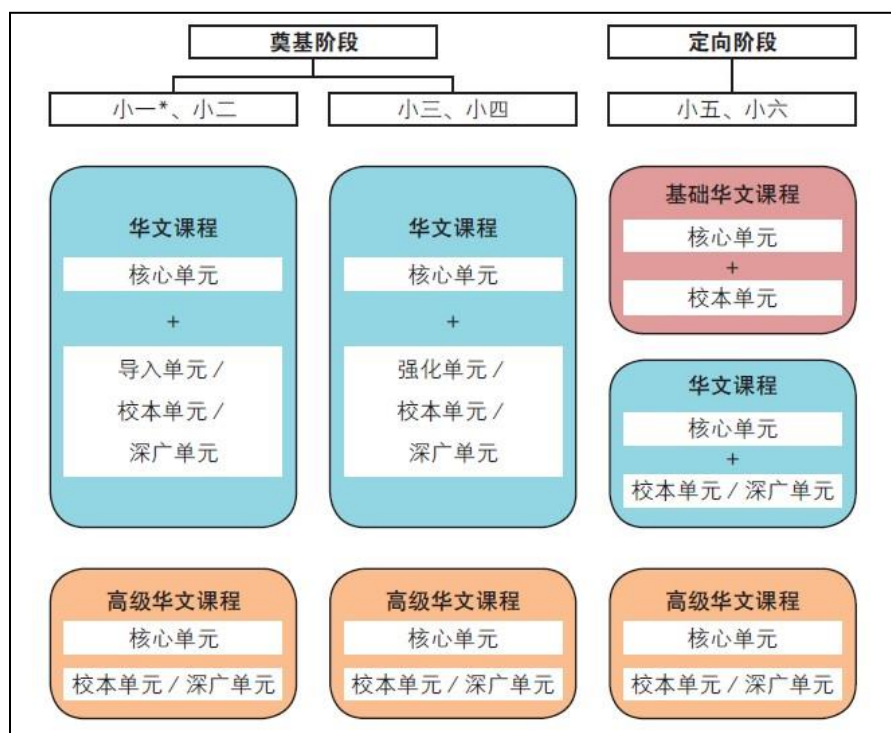 奠基阶段
定向阶段
小一*、小二
小三、小四
小五、小六
华文课程
核心单元
+
导入单元 /
校本单元 /
深广单元
华文课程
核心单元
+
强化单元 /
校本单元 /
深广单元
基础华文课程
核心单元
+
校本单元
华文课程
核心单元
+
校本单元 / 深广单元
高级华文课程
核心单元
校本单元 / 深广单元
高级华文课程
核心单元
校本单元 / 深广单元
高级华文课程
核心单元
校本单元 / 深广单元